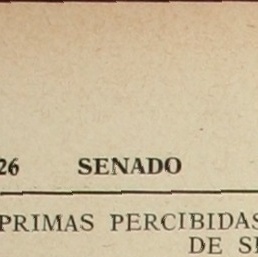 26 SENADO
PRIMAS PERCIBIDAS
DE